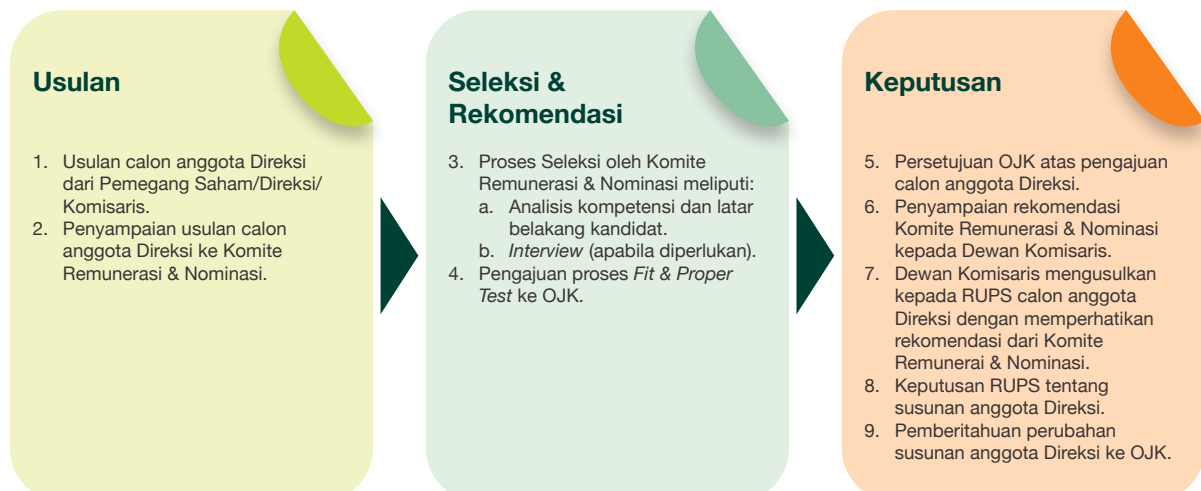 Usulan
1. Usulan calon anggota Direksi
dari Pemegang Saham/Direksi/
Komisaris.
2. Penyampaian usulan calon
anggota Direksi ke Komite
Remunerasi & Nominasi.
Seleksi &
Rekomendasi
3. Proses Seleksi oleh Komite
Remunerasi & Nominasi meliputi:
a. Analisis kompetensi dan latar
belakang kandidat.
b. Interview (apabila diperlukan).
4. Pengajuan proses Fit & Proper
Test ke OJK.
Keputusan
5. Persetujuan OJK atas pengajuan
calon anggota Direksi.
6. Penyampaian rekomendasi
Komite Remunerasi & Nominasi
kepada Dewan Komisaris.
7. Dewan Komisaris mengusulkan
kepada RUPS calon anggota
Direksi dengan memperhatikan
rekomendasi dari Komite
Remunerai & Nominasi.
8. Keputusan RUPS tentang
susunan anggota Direksi.
9. Pemberitahuan perubahan
susunan anggota Direksi ke OJK.